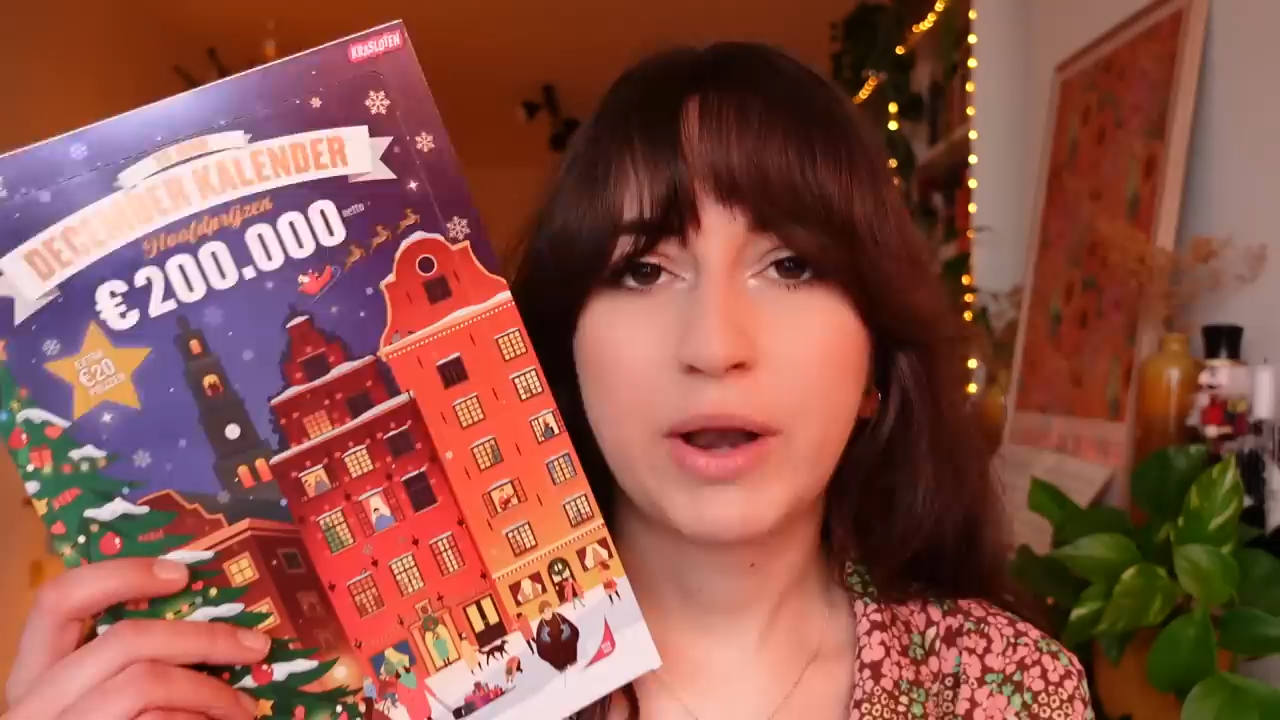 KRASLOTEN
DECEMBER KALENDER
Hoofdprijzen
€200.000 netto
EXTRA
€20
PRIJZEN